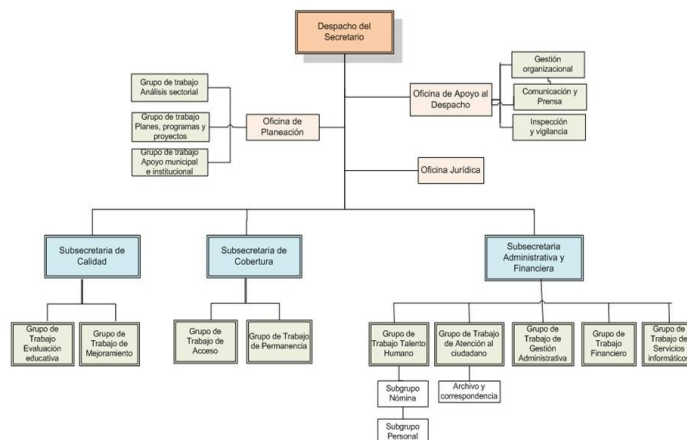 Despacho del
Secretario
Grupo de trabajo
Análisis sectorial
Grupo de trabajo
Planes, programas y
proyectos
Grupo de trabajo
Apoyo municipal
e institucional
Oficina de
Planeación
Oficina de Apoyo al
Despacho
Gestión
organizacional
Comunicación y
Prensa
Inspección
y vigilancia
Oficina Jurídica
Subsecretaria de
Calidad
Subsecretaria de
Cobertura
Subsecretaria
Administrativa y
Financiera
Grupo de
Trabajo
Evaluación
educativa
Grupo de
Trabajo de
Mejoramiento
Grupo de
Trabajo de
Acceso
Grupo de Trabajo
de Permanencia
Grupo de
Trabajo Talento
Humano
Grupo de Trabajo
de Atención al
ciudadano
Grupo de
Trabajo de
Gestión
Administrativa
Grupo de
Trabajo
Financiero
Grupo de
Trabajo de
Servicios
informáticos
Subgrupo
Nómina
Archivo y
correspondencia
Subgrupo
Personal